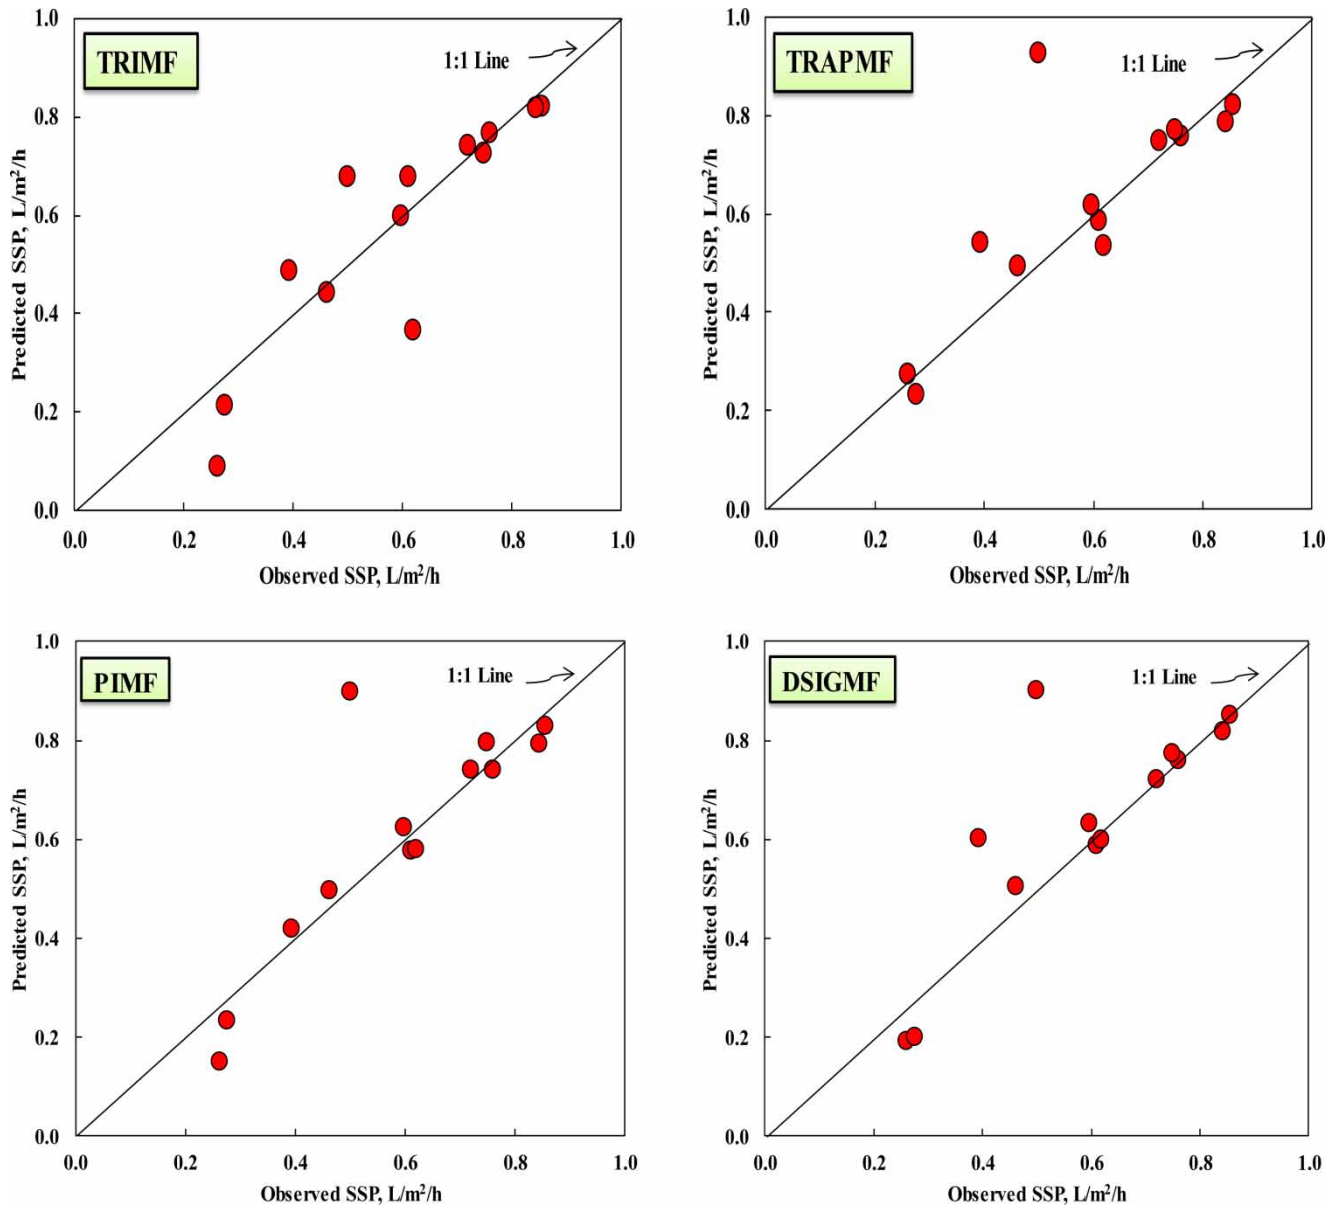 TRIMF
1:1 Line
Predicted SSP, L/m²/h
1.0
0.8
0.6
0.4
0.2
0.0
0.0 0.2 0.4 0.6 0.8 1.0
Observed SSP, L/m²/h
TRAPMF
1:1 Line
Predicted SSP, L/m²/h
1.0
0.8
0.6
0.4
0.2
0.0
0.0 0.2 0.4 0.6 0.8 1.0
Observed SSP, L/m²/h
PIMF
1:1 Line
Predicted SSP, L/m²/h
1.0
0.8
0.6
0.4
0.2
0.0
0.0 0.2 0.4 0.6 0.8 1.0
Observed SSP, L/m²/h
DSIGMF
1:1 Line
Predicted SSP, L/m²/h
1.0
0.8
0.6
0.4
0.2
0.0
0.0 0.2 0.4 0.6 0.8 1.0
Observed SSP, L/m²/h